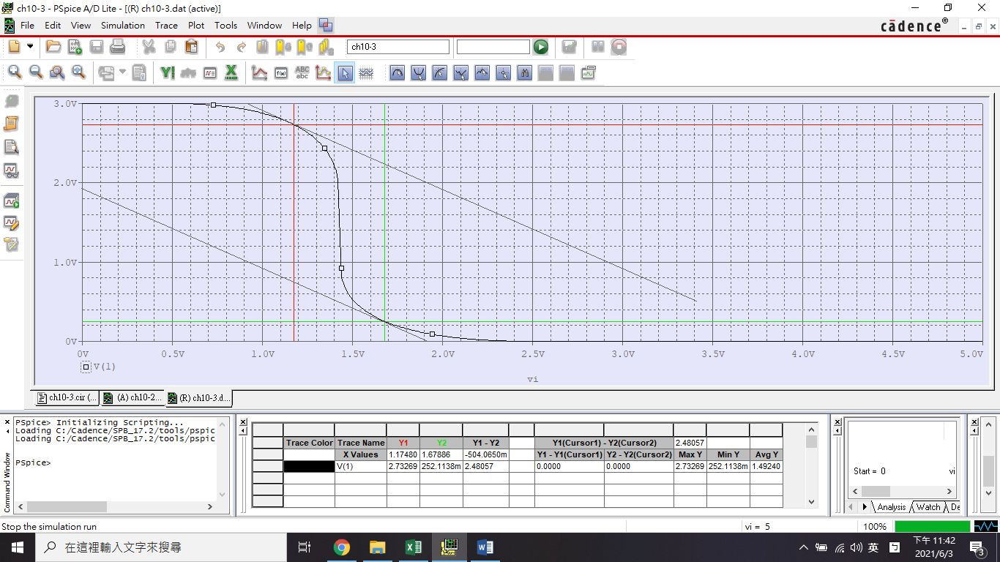 ch10-3 - PSpice A/D Lite - [(R) ch10-3.dat (active)]
File Edit View Simulation Trace Plot Tools Window Help
cādence®
ch10-3
ABC
abc
3.0V
2.0V
1.0V
0V
0V 0.5V 1.0V 1.5V 2.0V 2.5V 3.0V 3.5V 4.0V 4.5V 5.0V
V(1)
vi
ch10-3.cir (... (A) ch10-2... (R) ch10-3.d...
Command Window
PSpice> Initializing Scripting...
Loading C:/Cadence/SPB_17.2/tools/pspic
Loading C:/Cadence/SPB_17.2/tools/pspic
PSpice>
Trace Color Trace Name Y1 Y2 Y1 - Y2 Y1(Cursor1) - Y2(Cursor2) 2.48057
X Values 1.17480 1.67886 -504.0650m Y1 - Y1(Cursor1) Y2 - Y2(Cursor2) Max Y Min Y Avg Y
V(1) 2.73269 252.1138m 2.48057 0.0000 0.0000 2.73269 252.1138m 1.49240
Start = 0 vi
Analysis Watch De
Stop the simulation run vi = 5 100%
在這裡輸入文字來搜尋
英
下午 11:42
2021/6/3
3